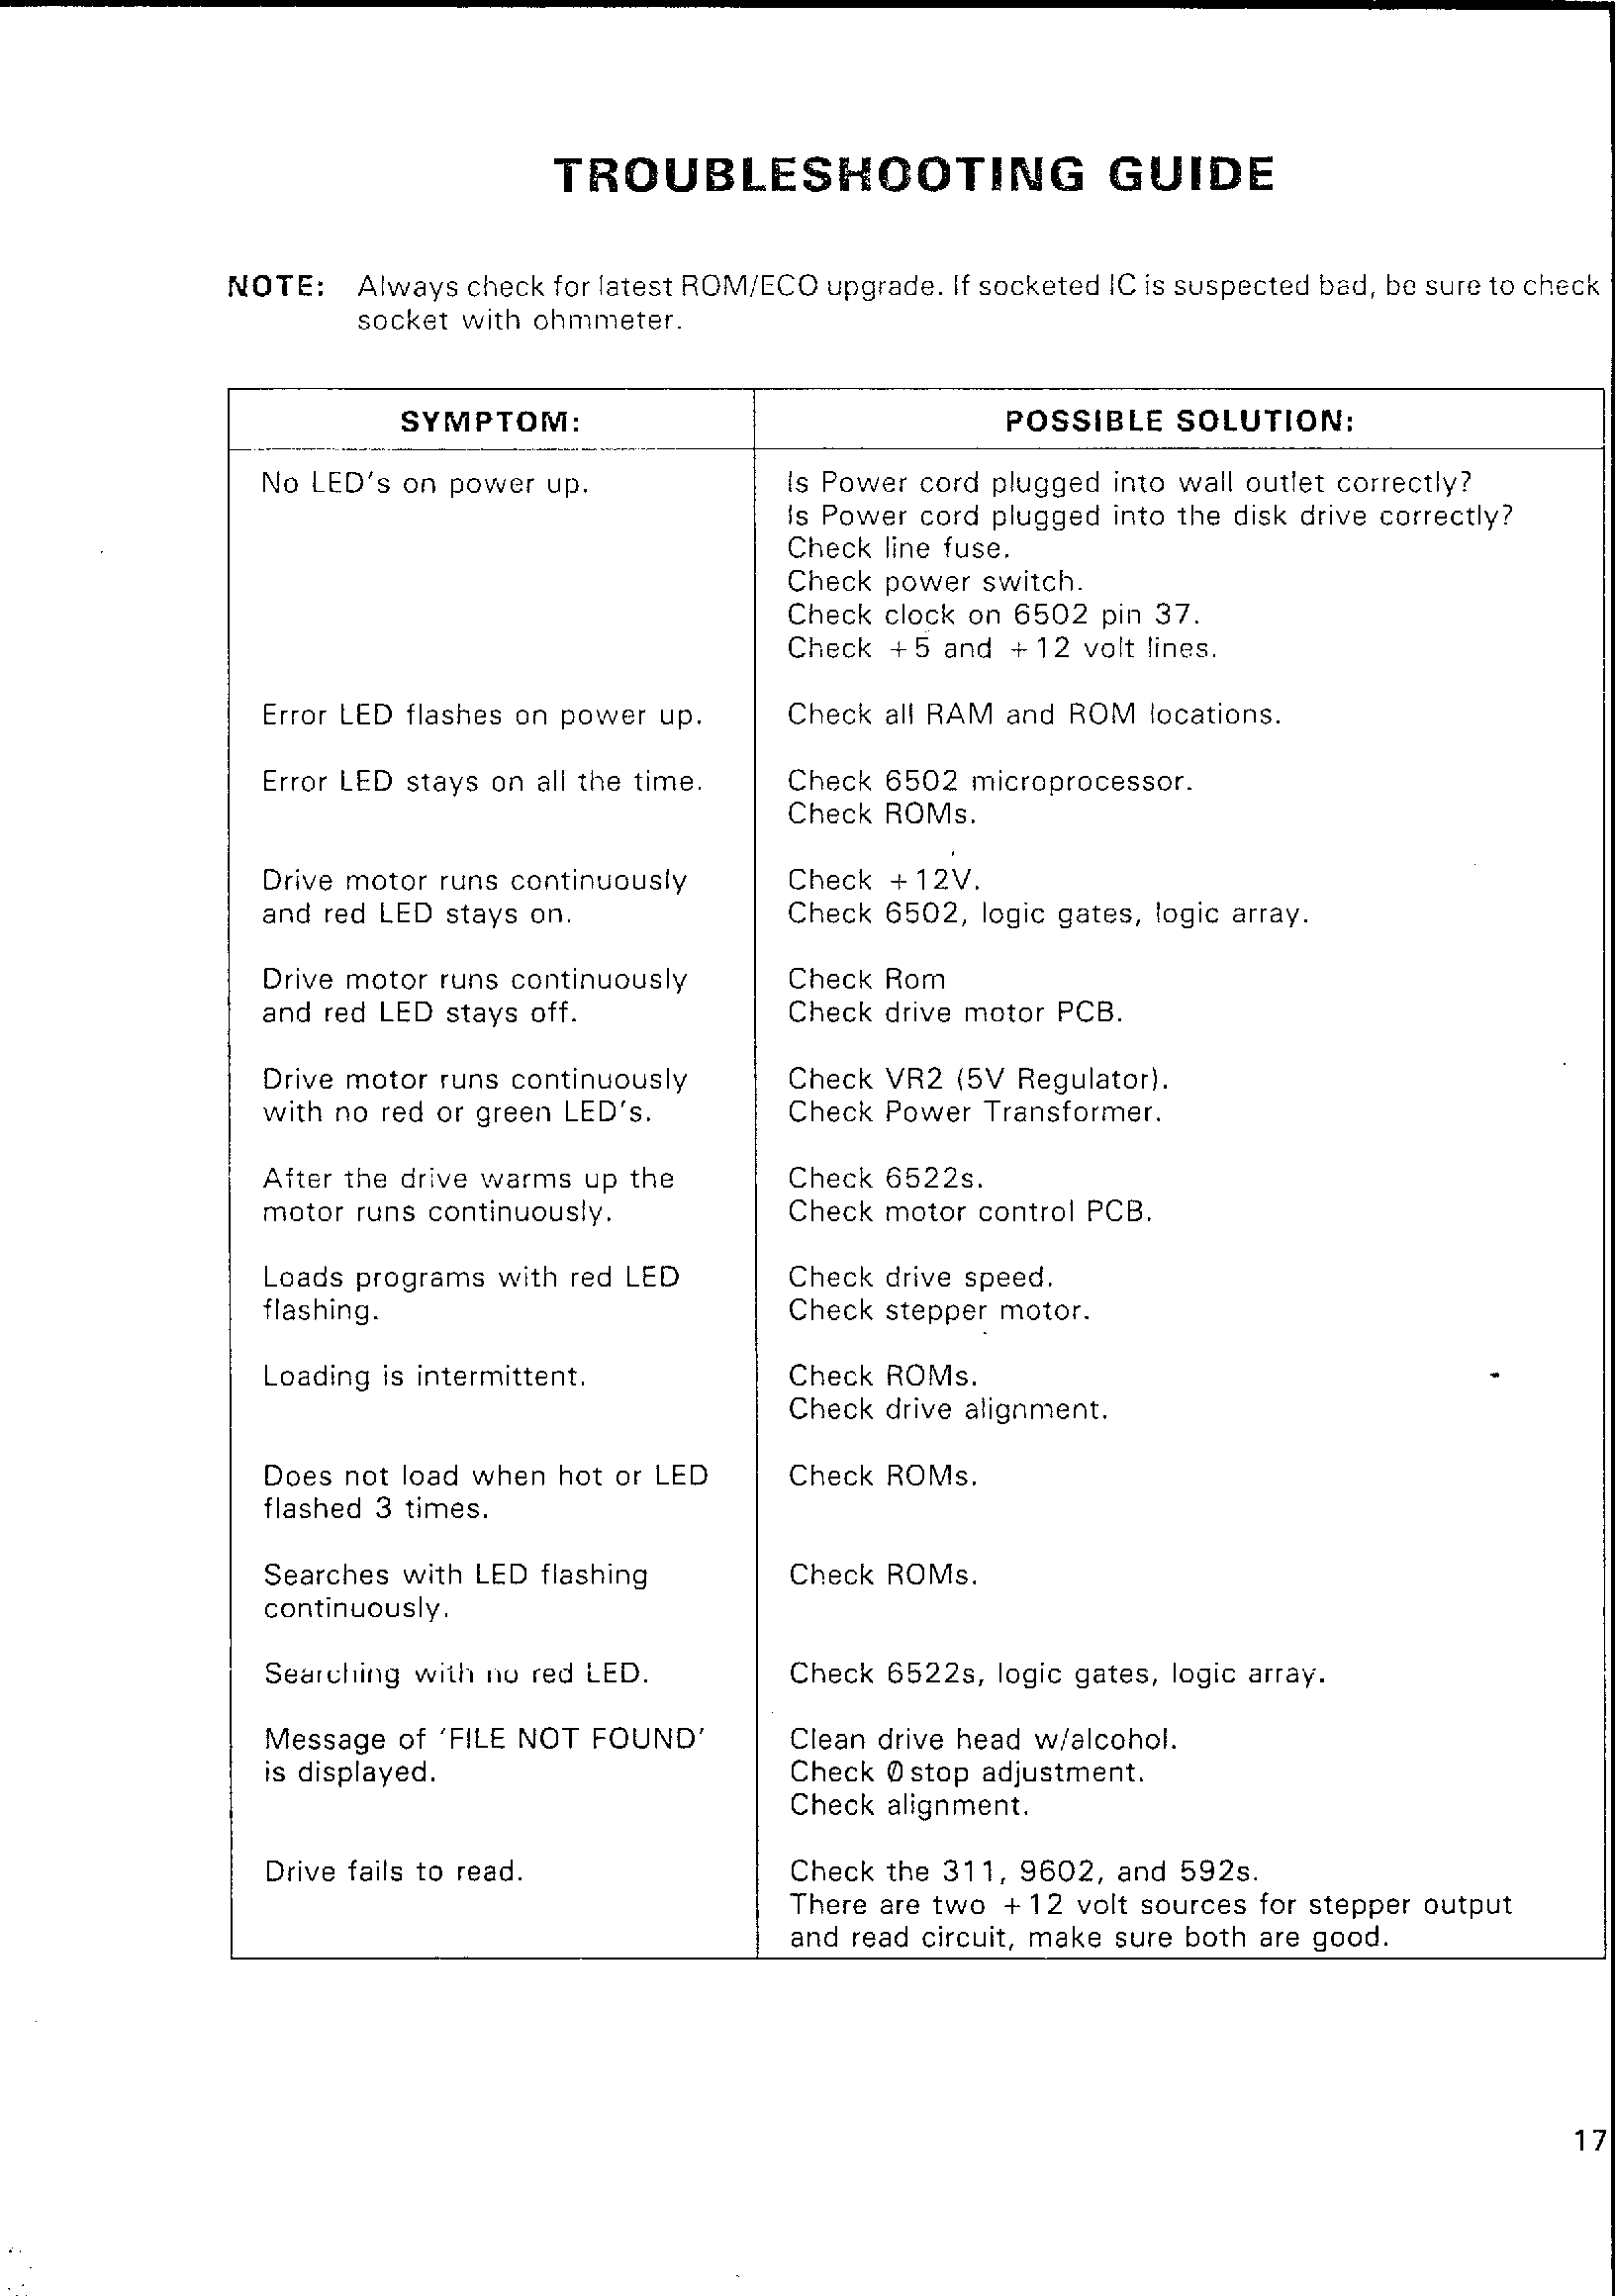 TROUBLESHOOTING GUIDE
NOTE: Always check for latest ROM/ECO upgrade. If socketed IC is suspected bad, be sure to check
socket with ohmmeter.
SYMPTOM:
POSSIBLE SOLUTION:
No LED's on power up.
Is Power cord plugged into wall outlet correctly?
Is Power cord plugged into the disk drive correctly?
Check line fuse.
Check power switch.
Check clock on 6502 pin 37.
Check +5 and +12 volt lines.
Error LED flashes on power up.
Check all RAM and ROM locations.
Error LED stays on all the time.
Check 6502 microprocessor.
Check ROMs.
Drive motor runs continuously
and red LED stays on.
Check +12V.
Check 6502, logic gates, logic array.
Drive motor runs continuously
and red LED stays off.
Check Rom
Check drive motor PCB.
Drive motor runs continuously
with no red or green LED's.
Check VR2 (5V Regulator).
Check Power Transformer.
After the drive warms up the
motor runs continuously.
Check 6522s.
Check motor control PCB.
Loads programs with red LED
flashing.
Check drive speed.
Check stepper motor.
Loading is intermittent.
Check ROMs.
Check drive alignment.
Does not load when hot or LED
flashed 3 times.
Check ROMs.
Searches with LED flashing
continuously.
Check ROMs.
Searching with no red LED.
Check 6522s, logic gates, logic array.
Message of 'FILE NOT FOUND'
is displayed.
Clean drive head w/alcohol.
Check Ø stop adjustment.
Check alignment.
Drive fails to read.
Check the 311, 9602, and 592s.
There are two +12 volt sources for stepper output
and read circuit, make sure both are good.
17